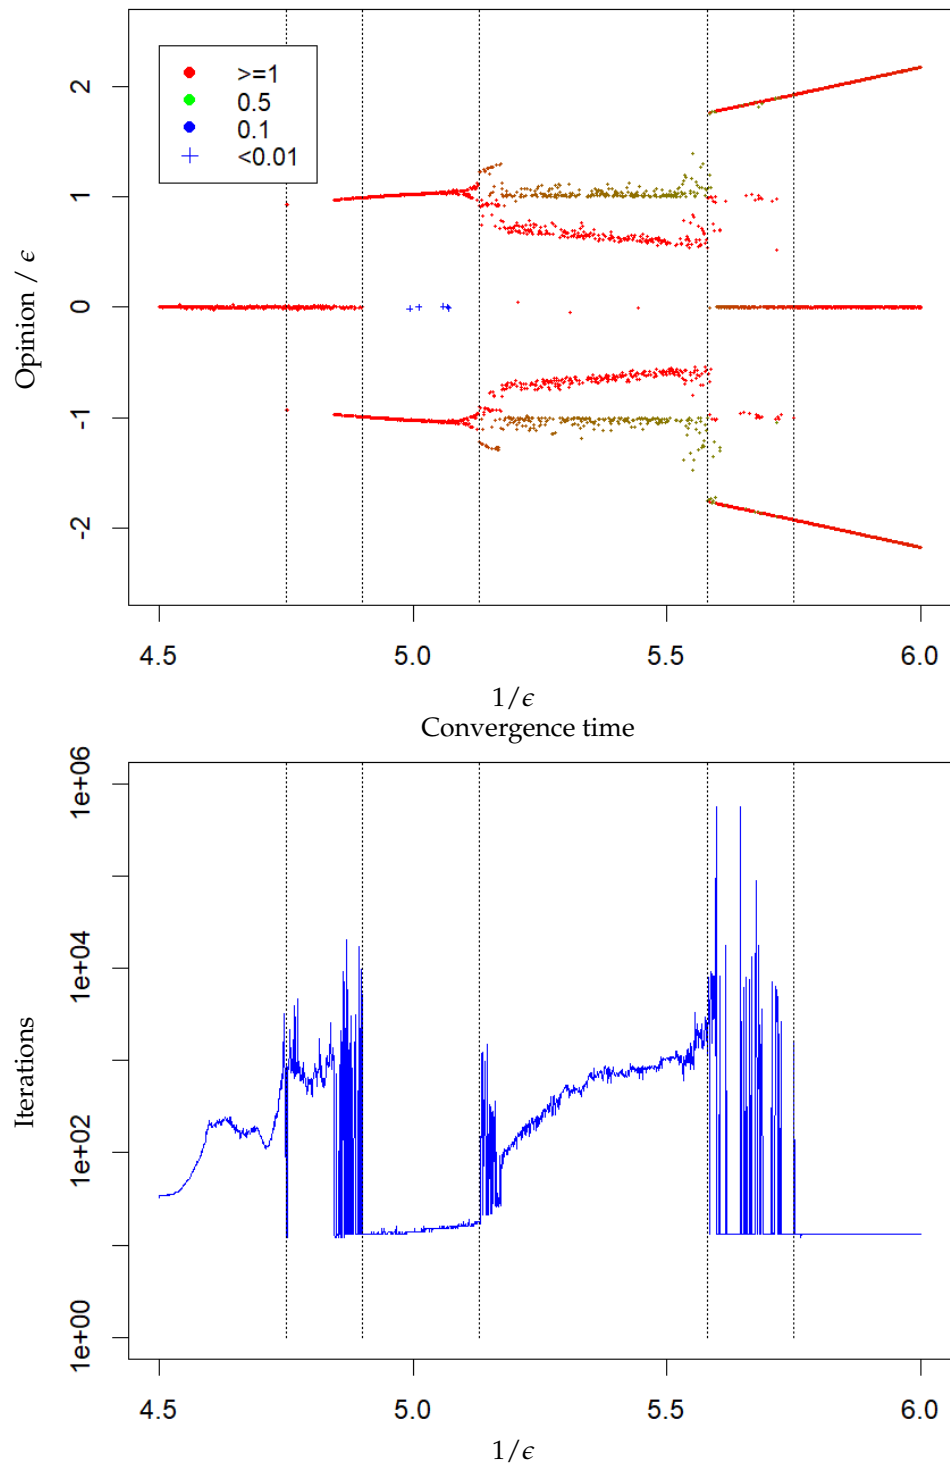 >=1
0.5
0.1
<0.01
2
1
0
-1
-2
Opinion / ϵ
4.5 5.0 5.5 6.0
1/ϵ
Convergence time
1e+06
1e+04
1e+02
1e+00
Iterations
4.5 5.0 5.5 6.0
1/ϵ